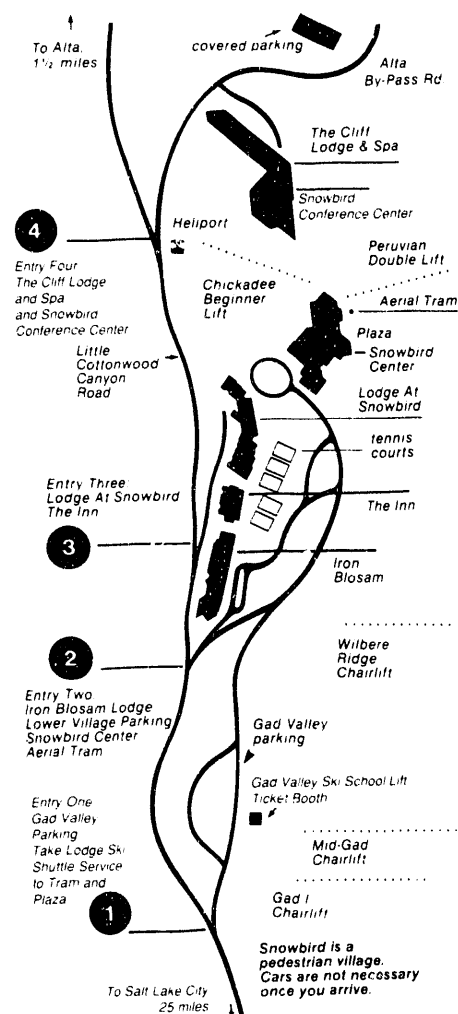 To Alta,
1½ miles
covered parking
Alta
By-Pass Rd
The Cliff
Lodge & Spa
Snowbird
Conference Center
4
Heliport
Entry Four
The Cliff Lodge
and Spa
and Snowbird
Conference Center
Chickadee
Beginner
Lift
Peruvian
Double Lift
Aerial Tram
Plaza
Snowbird
Center
Little
Cottonwood
Canyon
Road
Lodge At
Snowbird
tennis
courts
Entry Three:
Lodge At Snowbird
The Inn
The Inn
3
Iron
Blosam
2
Wilbere
Ridge
Chairlift
Entry Two
Iron Blosam Lodge
Lower Village Parking
Snowbird Center
Aerial Tram
Gad Valley
parking
Gad Valley Ski School Lift
Ticket Booth
Entry One
Gad Valley
Parking
Take Lodge Ski
Shuttle Service
to Tram and
Plaza
Mid-Gad
Chairlift
Gad I
Chairlift
1
Snowbird is a
pedestrian village.
Cars are not necessary
once you arrive.
To Salt Lake City
25 miles